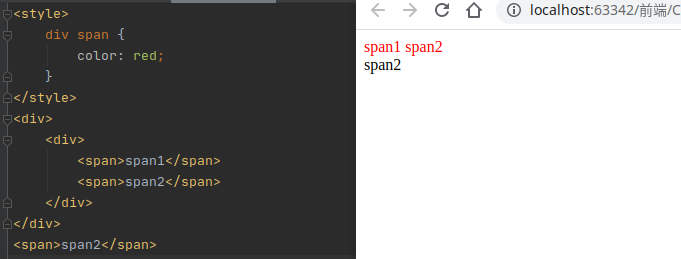 <style>
    div span {
        color: red;
    }
</style>
<div>
    <div>
        <span>span1</span>
        <span>span2</span>
    </div>
</div>
<span>span2</span>
localhost:63342/前端/C
span1 span2
span2